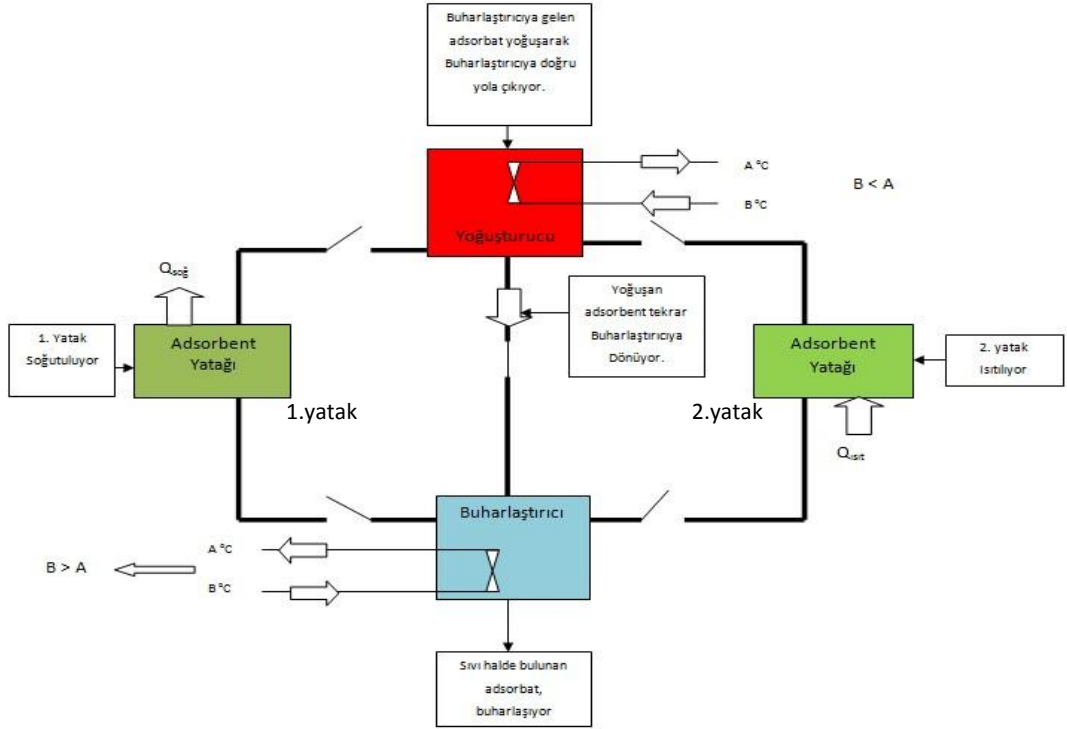 Buharlaştırıcıya gelen
adsorbat yoğuşarak
Buharlaştırıcıya doğru
yola çıkıyor.
A °C
B °C
B < A
Yoğuşturucu
Qsoğ
1. Yatak
Soğutuluyor
Adsorbent
Yatağı
1.yatak
Yoğuşan
adsorbent tekrar
Buharlaştırıcıya
Dönüyor.
Adsorbent
Yatağı
2.yatak
2. yatak
Isıtılıyor
Qısıt
Buharlaştırıcı
A °C
B °C
B > A
Sıvı halde bulunan
adsorbat,
buharlaşıyor